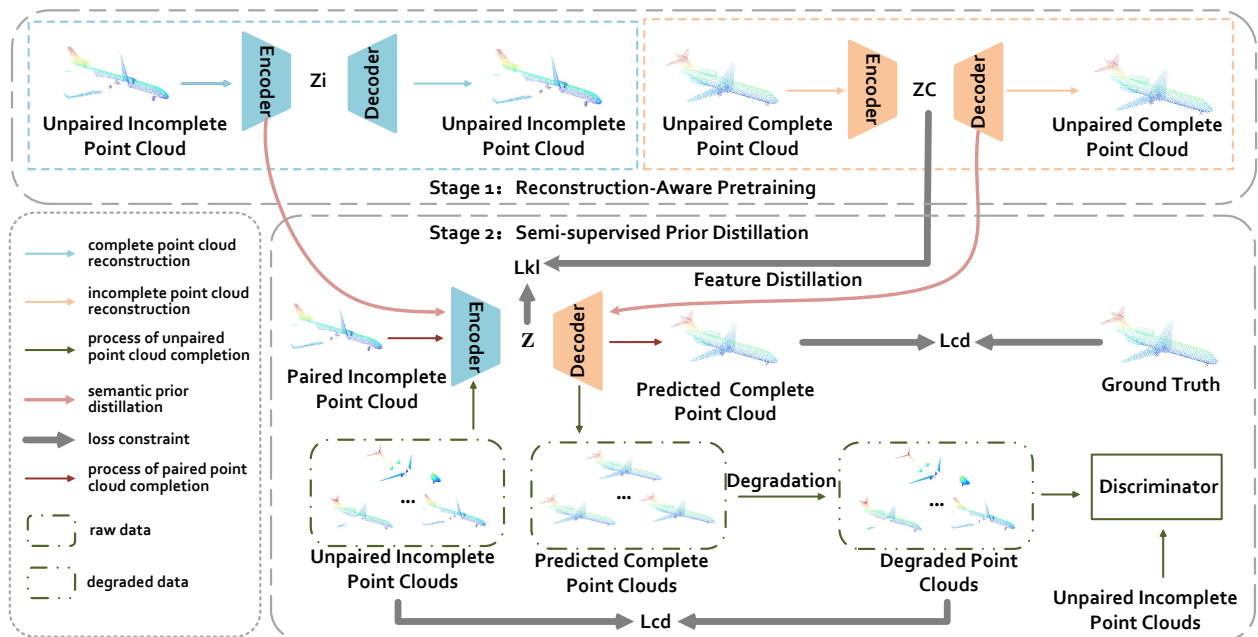 Encoder
Zi
Decoder
Unpaired Incomplete
Point Cloud
Unpaired Incomplete
Point Cloud
Encoder
ZC
Decoder
Unpaired Complete
Point Cloud
Unpaired Complete
Point Cloud
Stage 1: Reconstruction-Aware Pretraining
complete point cloud
reconstruction
incomplete point cloud
reconstruction
process of unpaired
point cloud completion
semantic prior
distillation
loss constraint
process of paired point
cloud completion
raw data
degraded data
Stage 2: Semi-supervised Prior Distillation
Lkl
Feature Distillation
Encoder
Z
Decoder
Paired Incomplete
Point Cloud
Predicted Complete
Point Cloud
Lcd
Ground Truth
...
Unpaired Incomplete
Point Clouds
...
Predicted Complete
Point Clouds
Degradation
...
Degraded Point
Clouds
Discriminator
Unpaired Incomplete
Point Clouds
Lcd